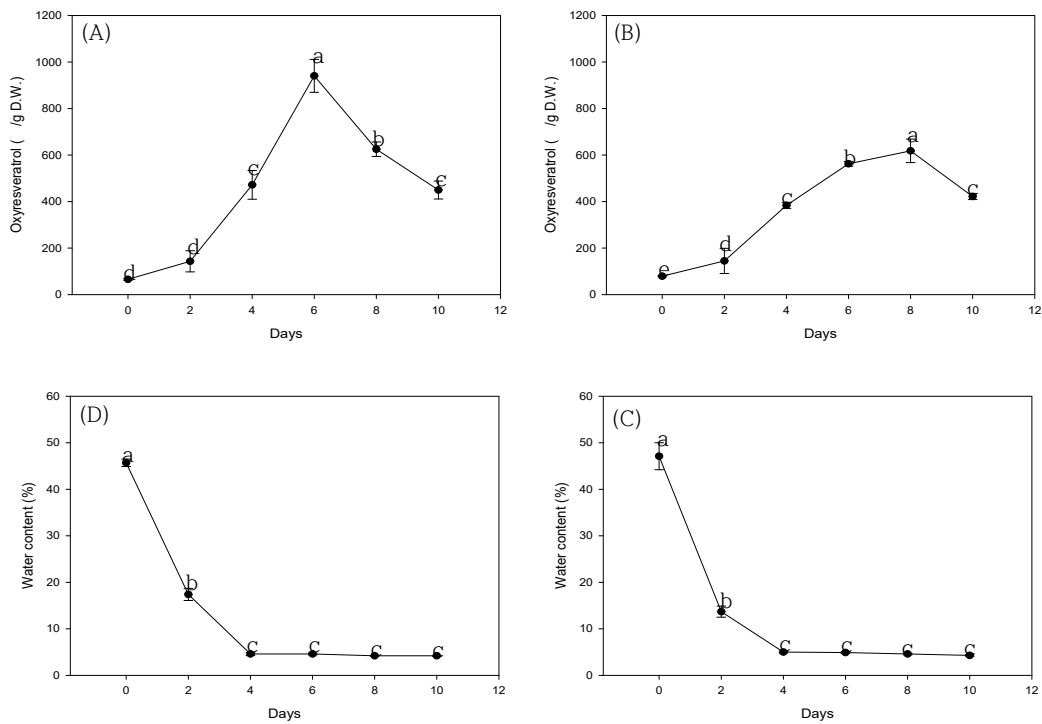 (A)
1200
1000
800
600
400
200
0
Oxyresveratrol ( /g D.W.)
a
b
c
c
d
d
0 2 4 6 8 10 12
Days
(B)
1200
1000
800
600
400
200
0
Oxyresveratrol ( /g D.W.)
a
b
c
c
d
e
0 2 4 6 8 10 12
Days
(D)
60
50
40
30
20
10
0
Water content (%)
a
b
c c c c
0 2 4 6 8 10 12
Days
(C)
60
50
40
30
20
10
0
Water content (%)
a
b
c c c c
0 2 4 6 8 10 12
Days